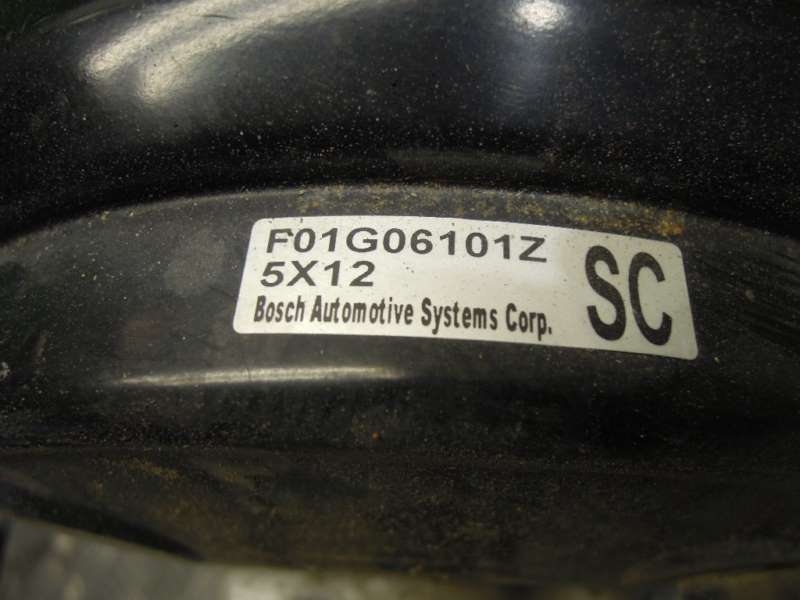 F01G06101Z
5X12
Bosch Automotive Systems Corp.
SC